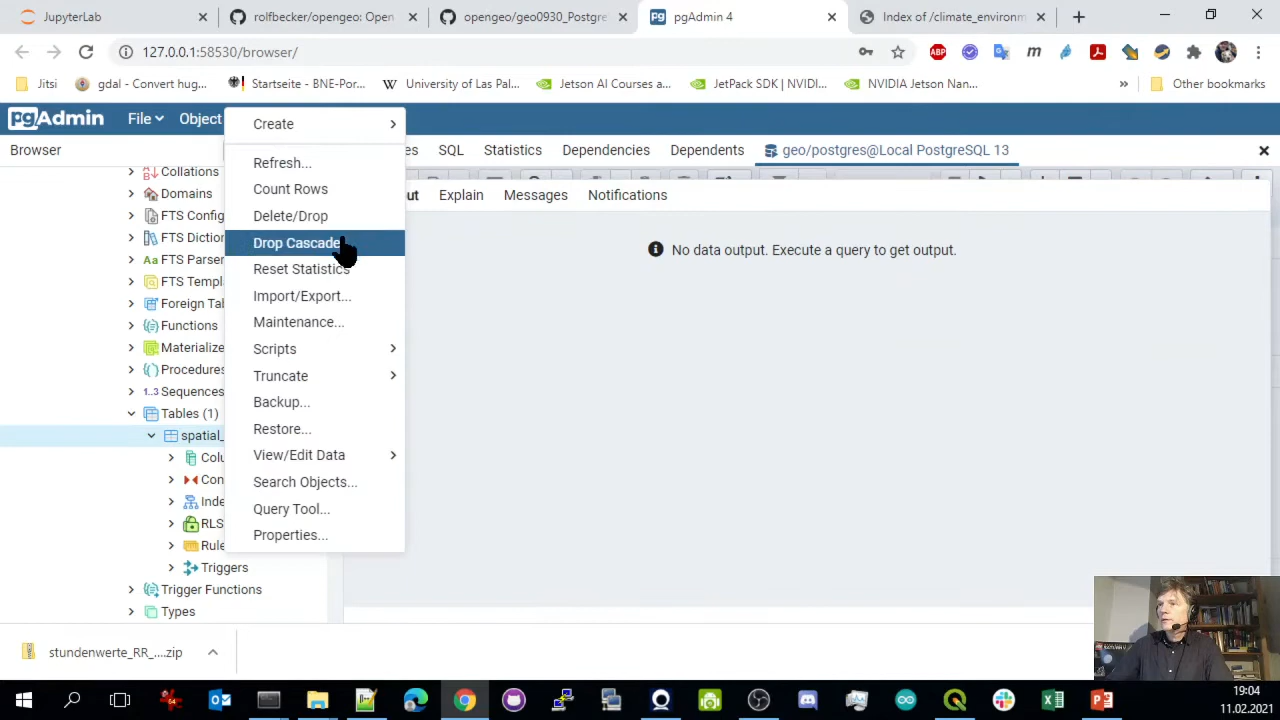 JupyterLab
rolfbecker/opengeo: Open
opengeo/geo0930_Postgre
pgAdmin 4
Index of /climate_environm
127.0.0.1:58530/browser/
Jitsi
gdal - Convert hug...
Startseite - BNE-Por...
University of Las Pal...
Jetson AI Courses a...
JetPack SDK | NVIDI...
NVIDIA Jetson Nan...
Other bookmarks
pgAdmin
File
Object
Browser
es
SQL
Statistics
Dependencies
Dependents
geo/postgres@Local PostgreSQL 13
ut
Explain
Messages
Notifications
No data output. Execute a query to get output.
Collations
Domains
FTS Config
FTS Diction
FTS Parser
FTS Templ
Foreign Tab
Functions
Materialize
Procedures
1..3 Sequences
Tables (1)
spatial_
Colu
Con
Inde
RLS
Rule
Triggers
Trigger Functions
Types
Create
Refresh...
Count Rows
Delete/Drop
Drop Cascade
Reset Statistics
Import/Export...
Maintenance...
Scripts
Truncate
Backup...
Restore...
View/Edit Data
Search Objects...
Query Tool...
Properties...
stundenwerte_RR_....zip
19:04
11.02.2021